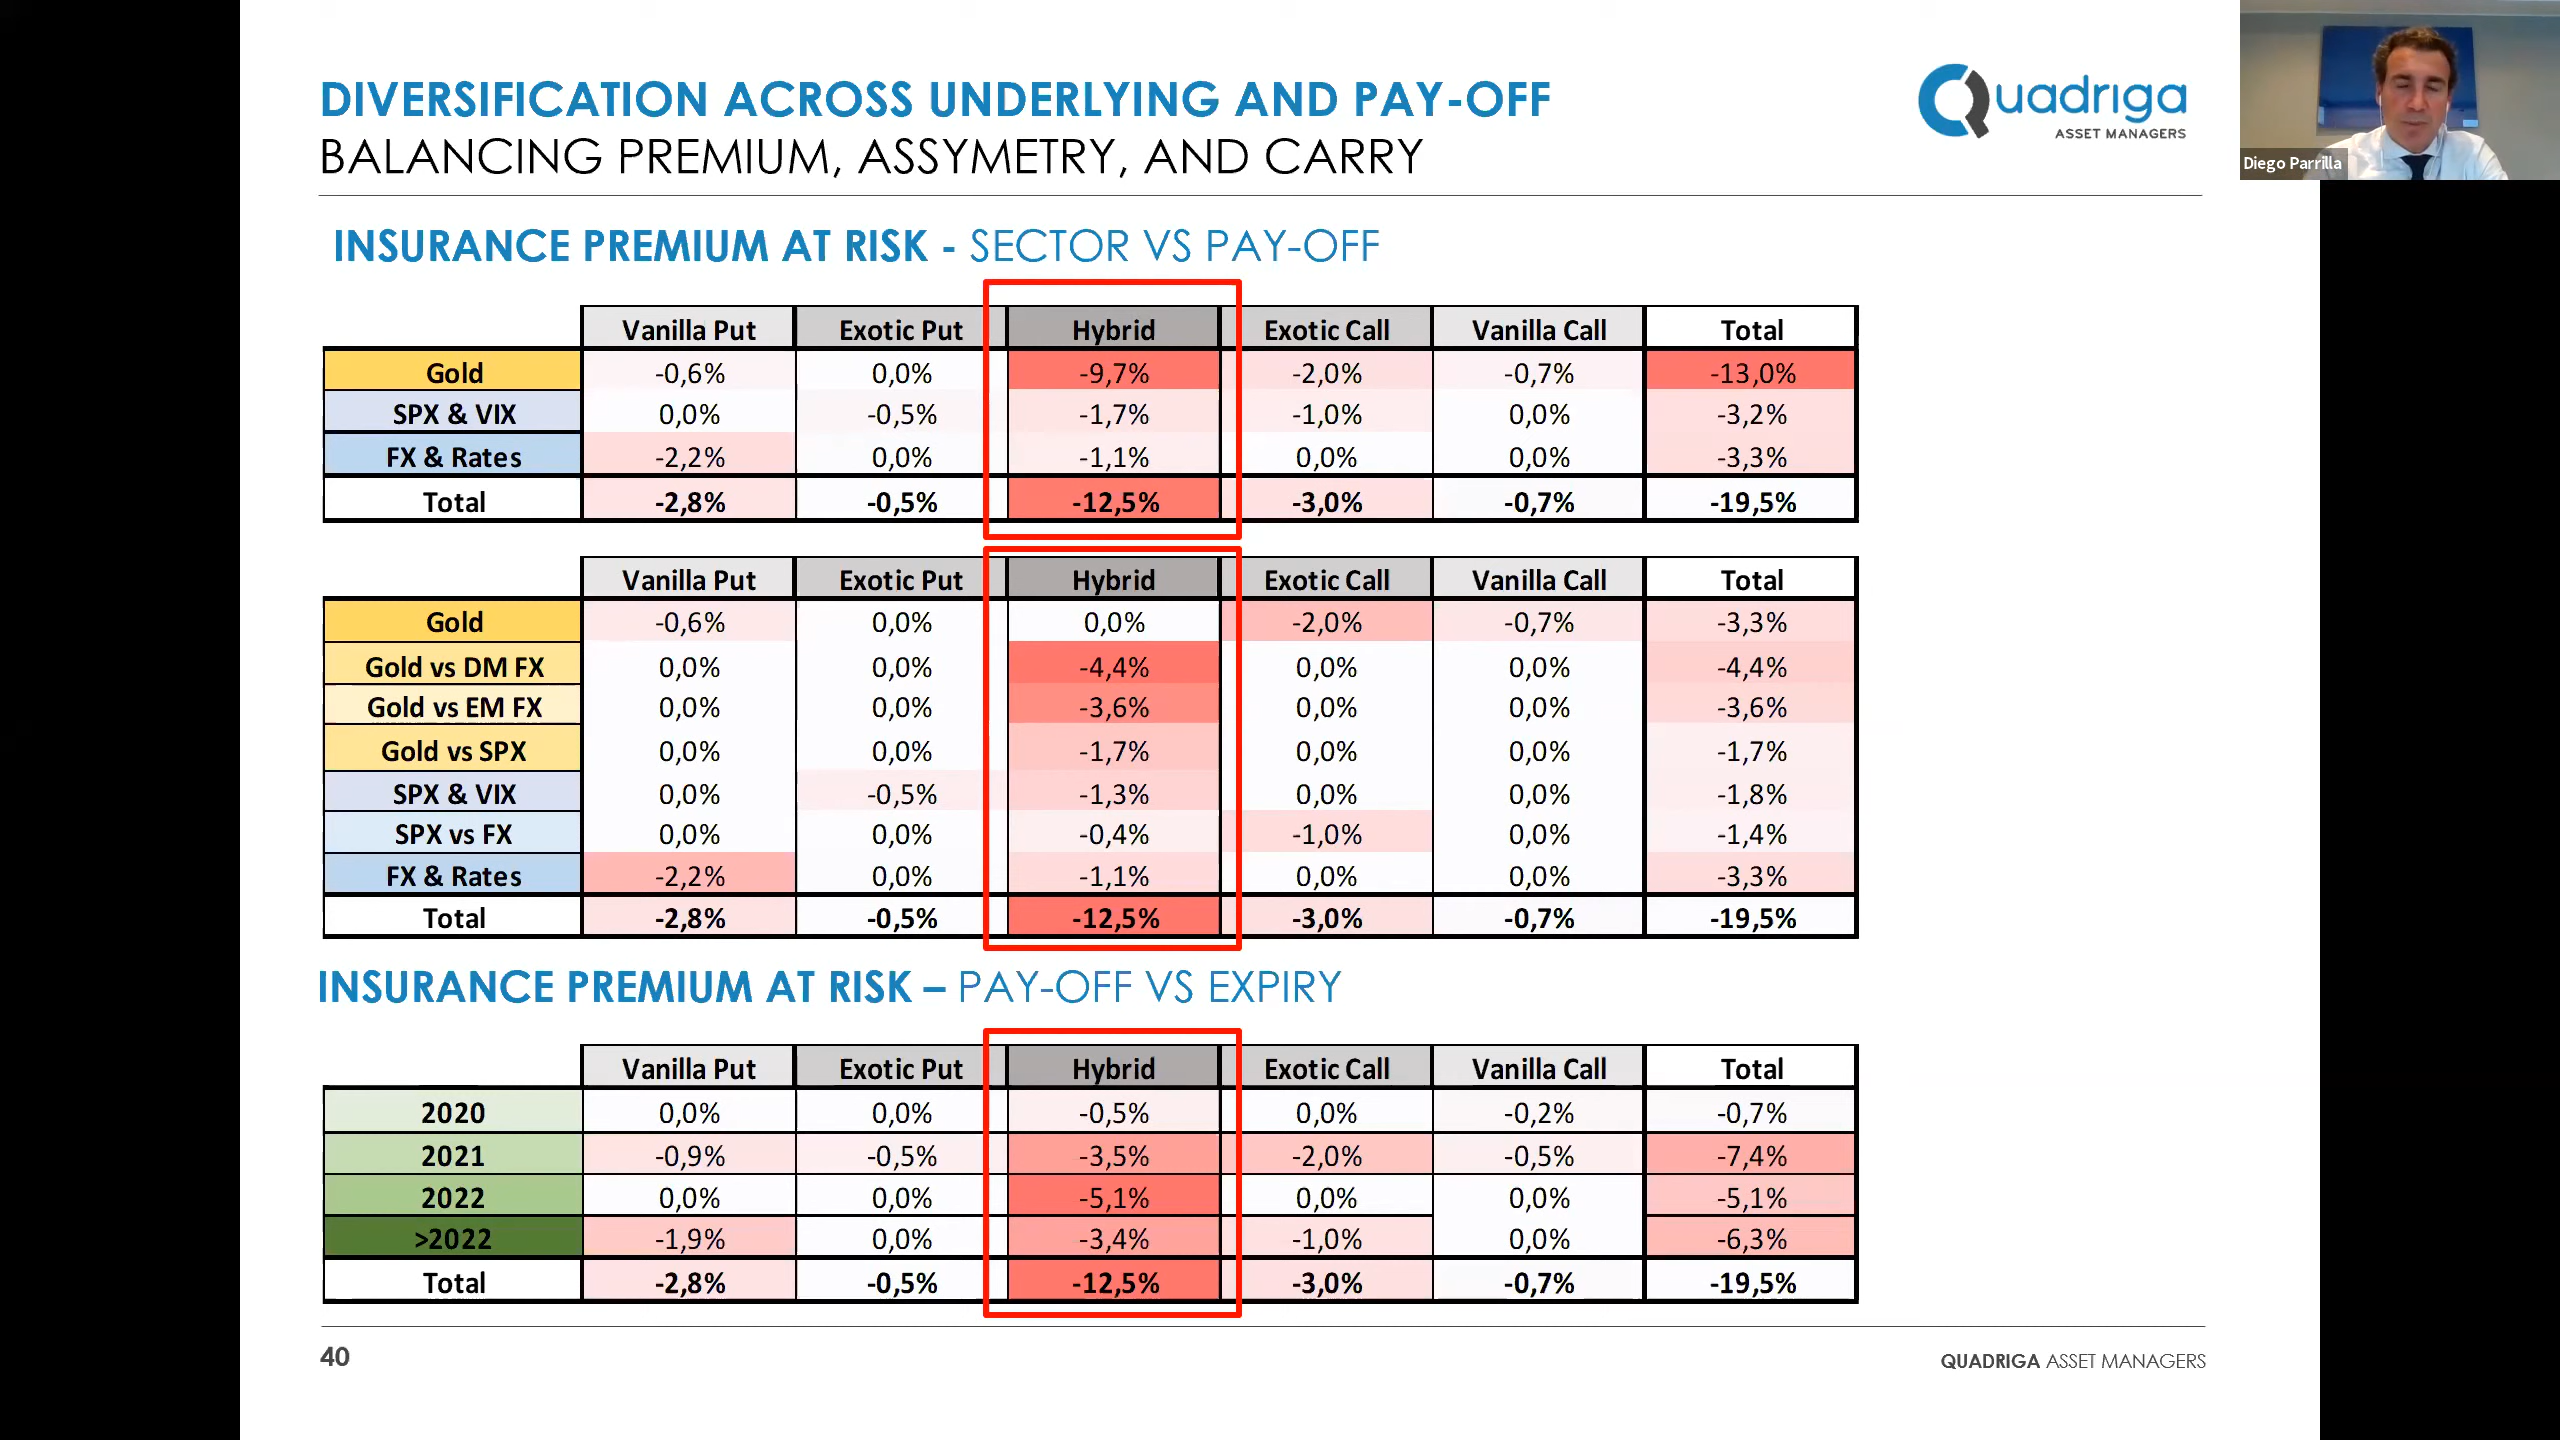 DIVERSIFICATION ACROSS UNDERLYING AND PAY-OFF
BALANCING PREMIUM, ASSYMETRY, AND CARRY
Quadriga
ASSET MANAGERS
Diego Parrilla
INSURANCE PREMIUM AT RISK - SECTOR VS PAY-OFF
Vanilla Put Exotic Put Hybrid Exotic Call Vanilla Call Total
Gold -0,6% 0,0% -9,7% -2,0% -0,7% -13,0%
SPX & VIX 0,0% -0,5% -1,7% -1,0% 0,0% -3,2%
FX & Rates -2,2% 0,0% -1,1% 0,0% 0,0% -3,3%
Total -2,8% -0,5% -12,5% -3,0% -0,7% -19,5%
Vanilla Put Exotic Put Hybrid Exotic Call Vanilla Call Total
Gold -0,6% 0,0% 0,0% -2,0% -0,7% -3,3%
Gold vs DM FX 0,0% 0,0% -4,4% 0,0% 0,0% -4,4%
Gold vs EM FX 0,0% 0,0% -3,6% 0,0% 0,0% -3,6%
Gold vs SPX 0,0% 0,0% -1,7% 0,0% 0,0% -1,7%
SPX & VIX 0,0% -0,5% -1,3% 0,0% 0,0% -1,8%
SPX vs FX 0,0% 0,0% -0,4% -1,0% 0,0% -1,4%
FX & Rates -2,2% 0,0% -1,1% 0,0% 0,0% -3,3%
Total -2,8% -0,5% -12,5% -3,0% -0,7% -19,5%
INSURANCE PREMIUM AT RISK – PAY-OFF VS EXPIRY
Vanilla Put Exotic Put Hybrid Exotic Call Vanilla Call Total
2020 0,0% 0,0% -0,5% 0,0% -0,2% -0,7%
2021 -0,9% -0,5% -3,5% -2,0% -0,5% -7,4%
2022 0,0% 0,0% -5,1% 0,0% 0,0% -5,1%
>2022 -1,9% 0,0% -3,4% -1,0% 0,0% -6,3%
Total -2,8% -0,5% -12,5% -3,0% -0,7% -19,5%
40
QUADRIGA ASSET MANAGERS